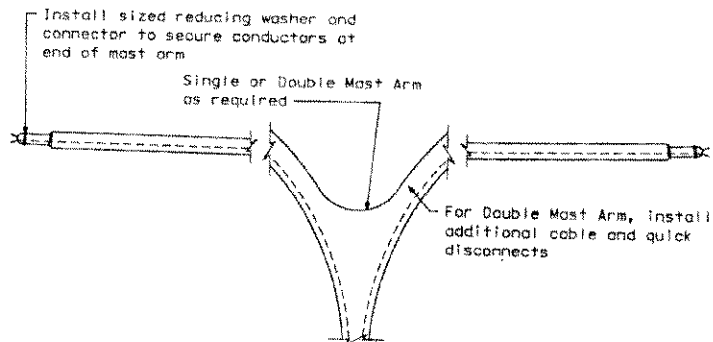 Install sized reducing washer and
connector to secure conductors at
end of mast arm
Single or Double Mast Arm
as required
For Double Mast Arm, install
additional cable and quick
disconnects